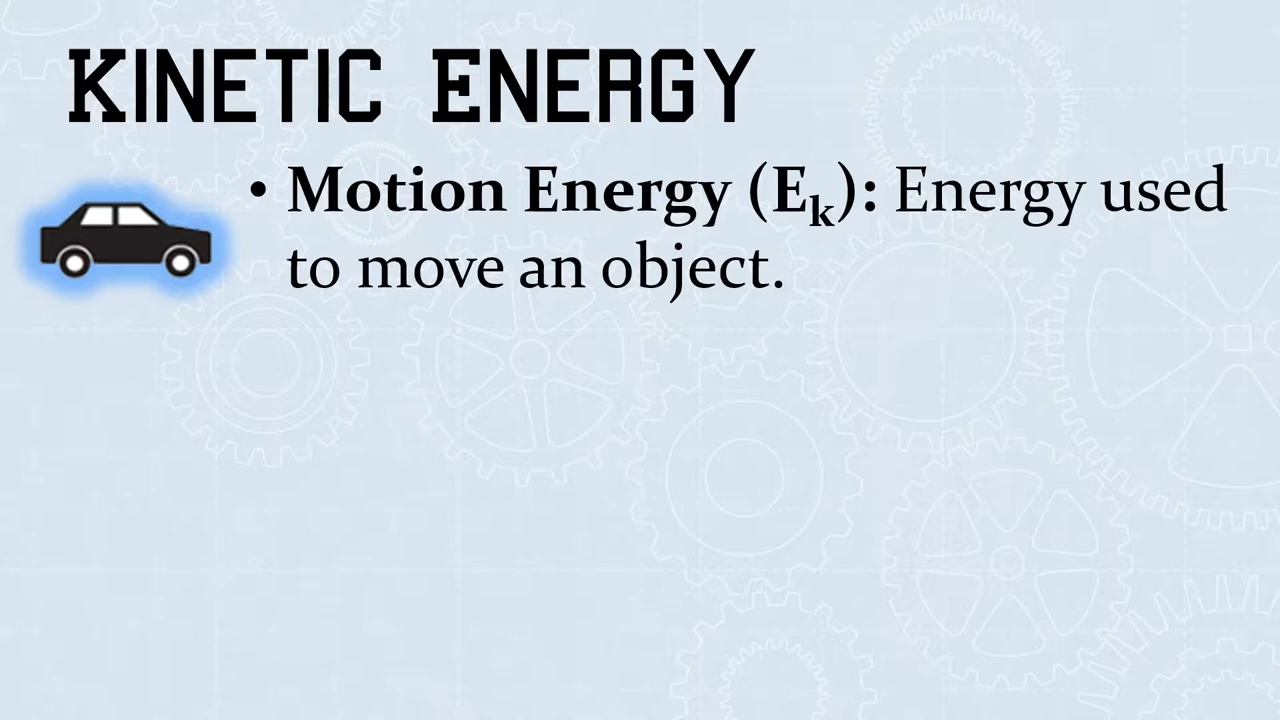 KINETIC ENERGY
• Motion Energy (Eₖ): Energy used
to move an object.